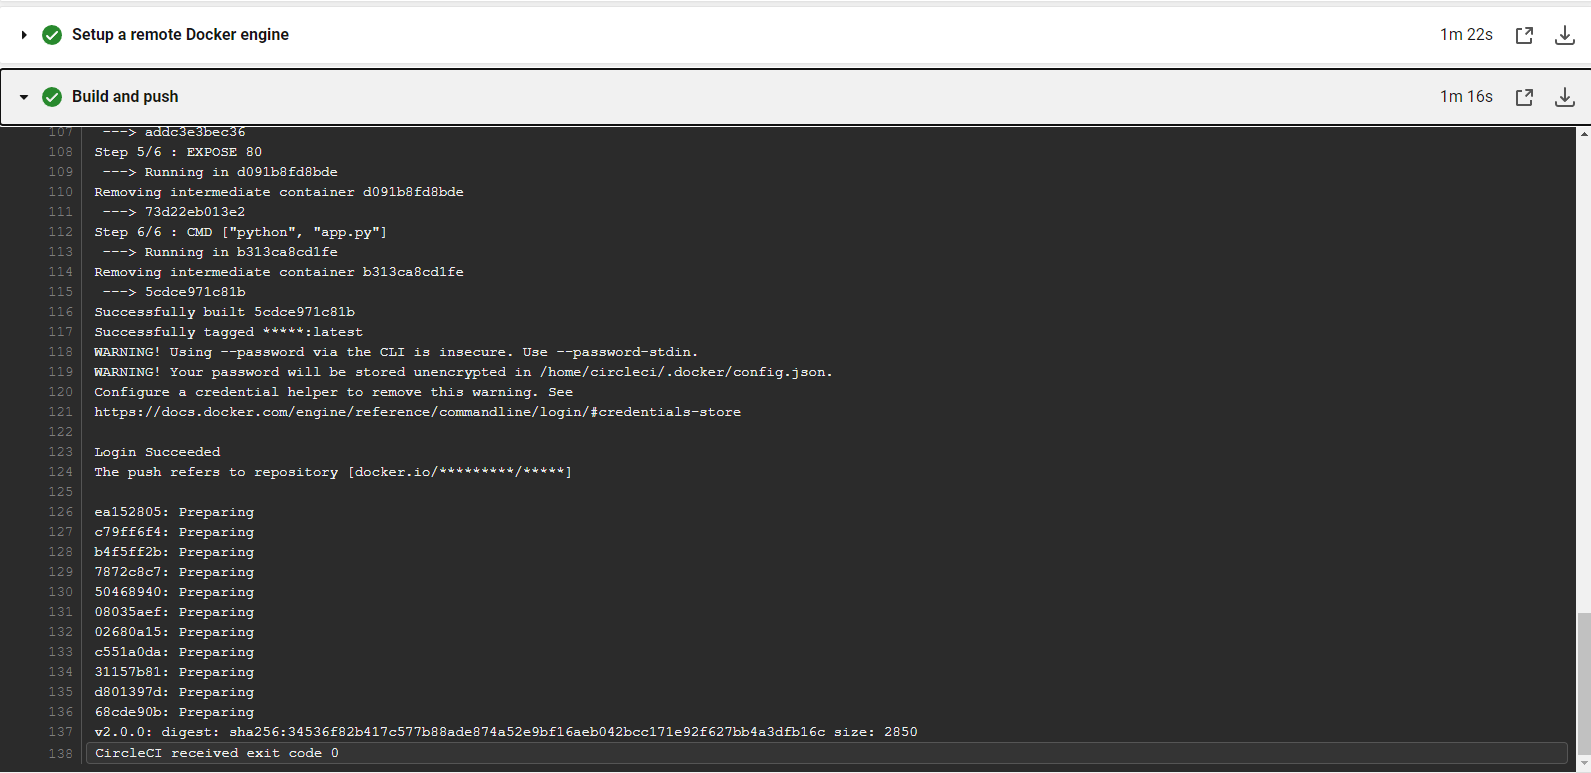 Setup a remote Docker engine 1m 22s
Build and push 1m 16s
107 ---> addc3e3bec36
108 Step 5/6 : EXPOSE 80
109 ---> Running in d091b8fd8bde
110 Removing intermediate container d091b8fd8bde
111 ---> 73d22eb013e2
112 Step 6/6 : CMD ["python", "app.py"]
113 ---> Running in b313ca8cd1fe
114 Removing intermediate container b313ca8cd1fe
115 ---> 5cdce971c81b
116 Successfully built 5cdce971c81b
117 Successfully tagged *****:latest
118 WARNING! Using --password via the CLI is insecure. Use --password-stdin.
119 WARNING! Your password will be stored unencrypted in /home/circleci/.docker/config.json.
120 Configure a credential helper to remove this warning. See
121 https://docs.docker.com/engine/reference/commandline/login/#credentials-store
122
123 Login Succeeded
124 The push refers to repository [docker.io/*********/*****]
125
126 ea152805: Preparing
127 c79ff6f4: Preparing
128 b4f5ff2b: Preparing
129 7872c8c7: Preparing
130 50468940: Preparing
131 08035aef: Preparing
132 02680a15: Preparing
133 c551a0da: Preparing
134 31157b81: Preparing
135 d801397d: Preparing
136 68cde90b: Preparing
137 v2.0.0: digest: sha256:34536f82b417c577b88ade874a52e9bf16aeb042bcc171e92f627bb4a3dfb16c size: 2850
138 CircleCI received exit code 0